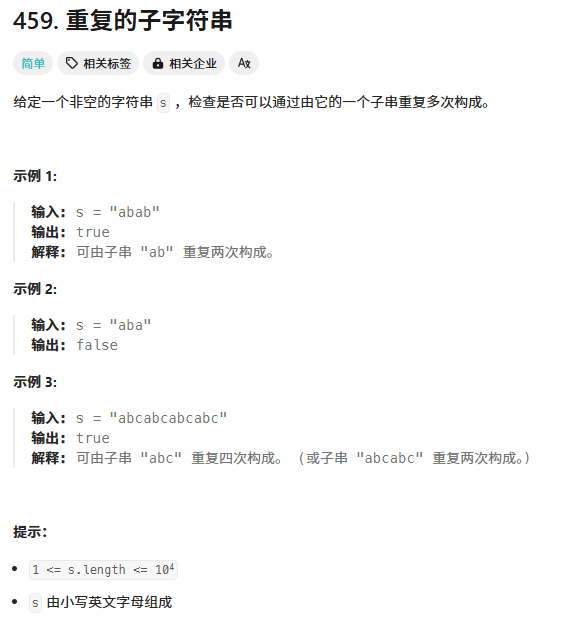 459. 重复的子字符串
简单 相关标签 相关企业 Ax
给定一个非空的字符串 s ，检查是否可以通过由它的一个子串重复多次构成。
示例 1:
输入: s = "abab"
输出: true
解释: 可由子串 "ab" 重复两次构成。
示例 2:
输入: s = "aba"
输出: false
示例 3:
输入: s = "abcabcabcabc"
输出: true
解释: 可由子串 "abc" 重复四次构成。 (或子串 "abcabc" 重复两次构成。)
提示：
• 1 <= s.length <= 10⁴
• s 由小写英文字母组成